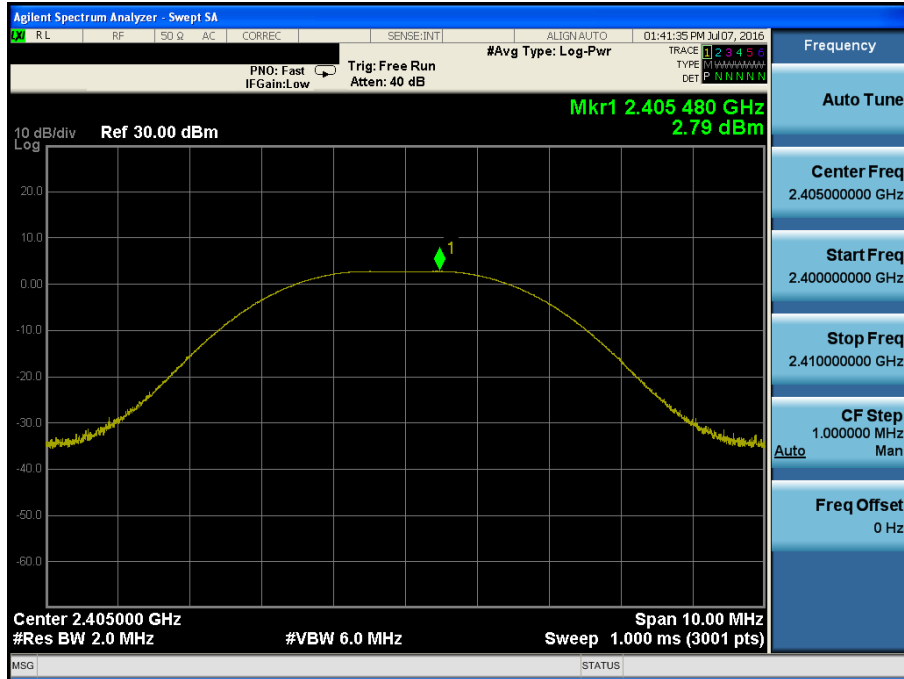 Agilent Spectrum Analyzer - Swept SA
LXI RL RF 50 Ω AC CORREC SENSE:INT ALIGN AUTO 01:41:35 PM Jul 07, 2016
#Avg Type: Log-Pwr TRACE 1 2 3 4 5 6
PNO: Fast Trig: Free Run TYPE M WWWWW
IFGain:Low Atten: 40 dB DET P N N N N N
Frequency
Mkr1 2.405 480 GHz
2.79 dBm
10 dB/div Ref 30.00 dBm
Log
20.0
10.0
0.00
-10.0
-20.0
-30.0
-40.0
-50.0
-60.0
1
Center 2.405000 GHz Span 10.00 MHz
#Res BW 2.0 MHz #VBW 6.0 MHz Sweep 1.000 ms (3001 pts)
MSG STATUS
Auto Tune
Center Freq
2.405000000 GHz
Start Freq
2.400000000 GHz
Stop Freq
2.410000000 GHz
CF Step
1.000000 MHz
Auto Man
Freq Offset
0 Hz